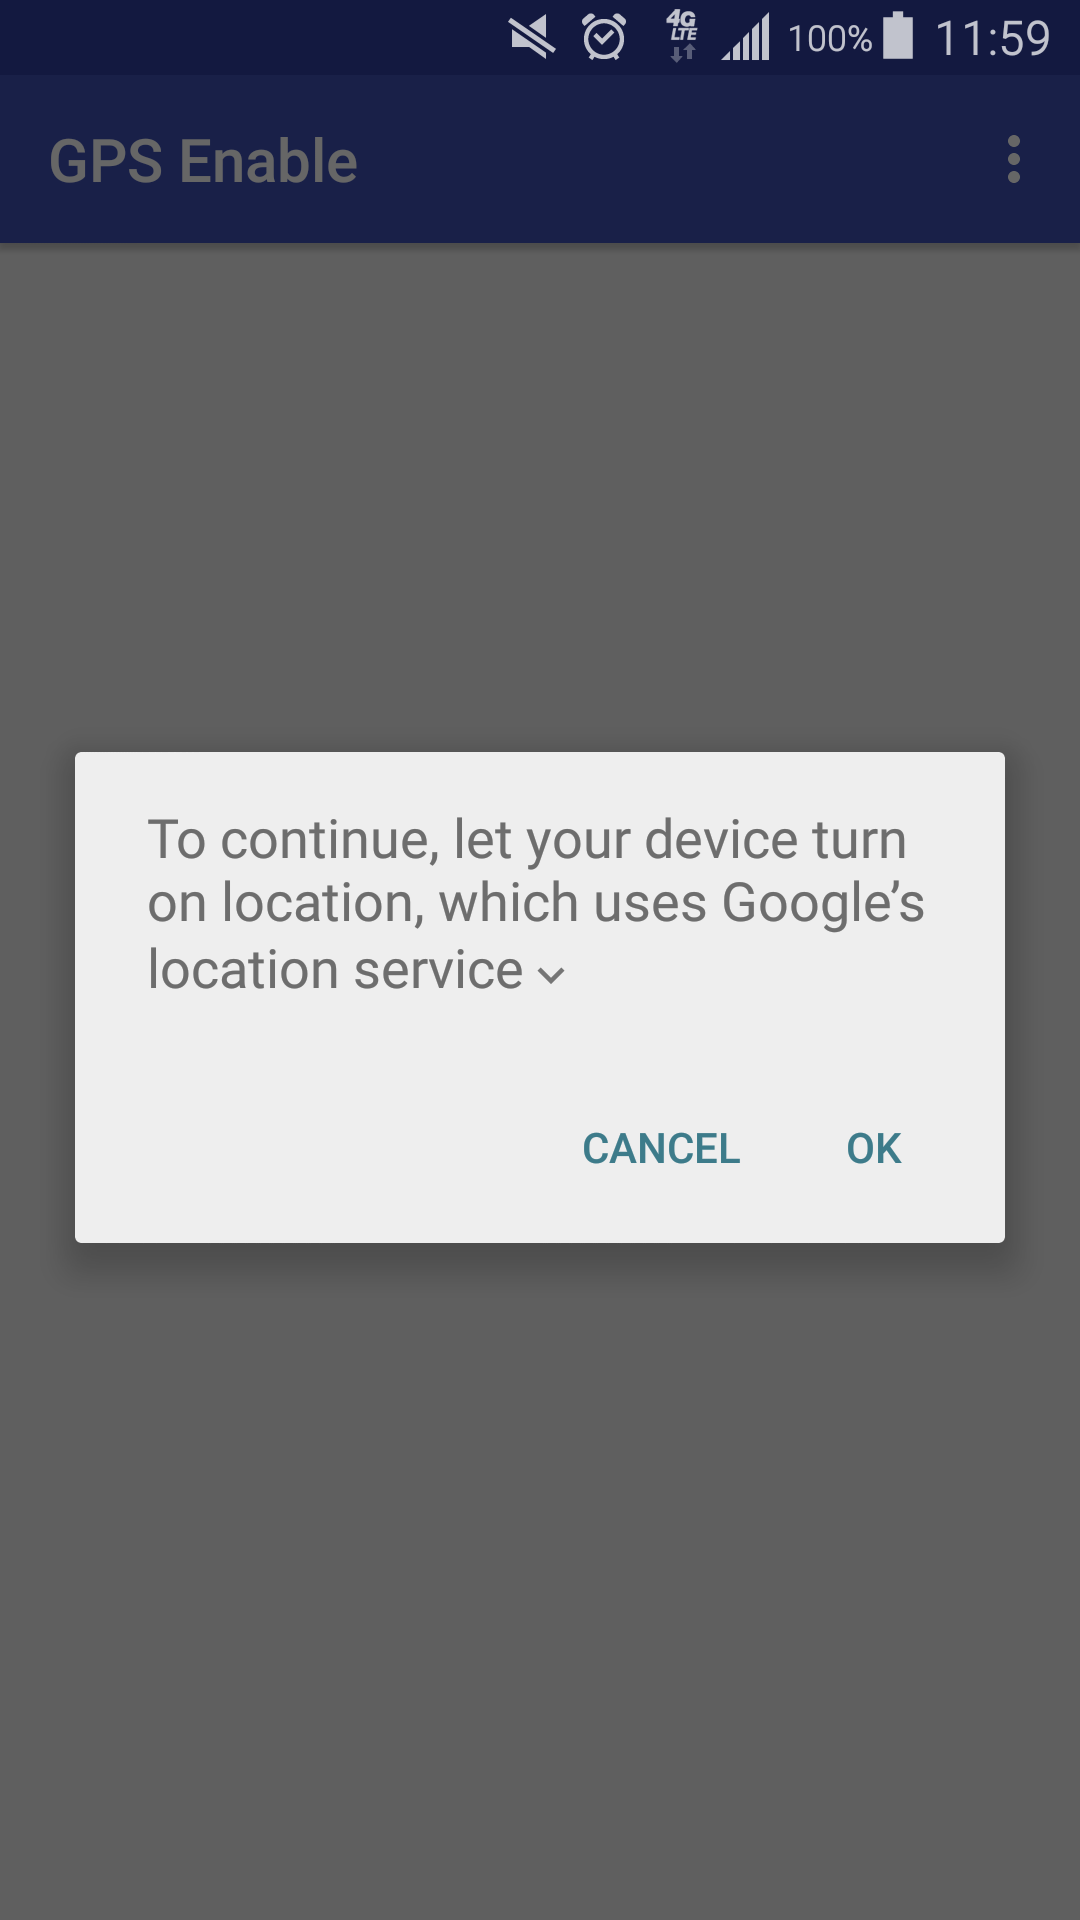 4G LTE 100% 11:59
GPS Enable
To continue, let your device turn
on location, which uses Google’s
location service
CANCEL OK